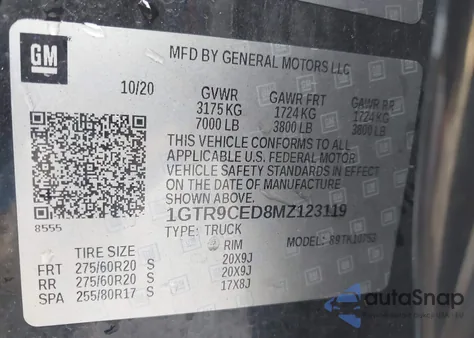 GM
MFD BY GENERAL MOTORS LLC
10/20 GVWR GAWR FRT GAWR RR
3175 KG 1724 KG 1724 KG
7000 LB 3800 LB 3800 LB
THIS VEHICLE CONFORMS TO ALL
APPLICABLE U.S. FEDERAL MOTOR
VEHICLE SAFETY STANDARDS IN EFFECT
ON THE DATE OF MANUFACTURE
SHOWN ABOVE.
1GTR9CED8MZ123119
8555 TYPE: TRUCK MODEL:
TIRE SIZE RIM
FRT 275/60R20 S 20X9J
RR 275/60R20 S 20X9J
SPA 255/80R17 S 17X8J
autoSnap